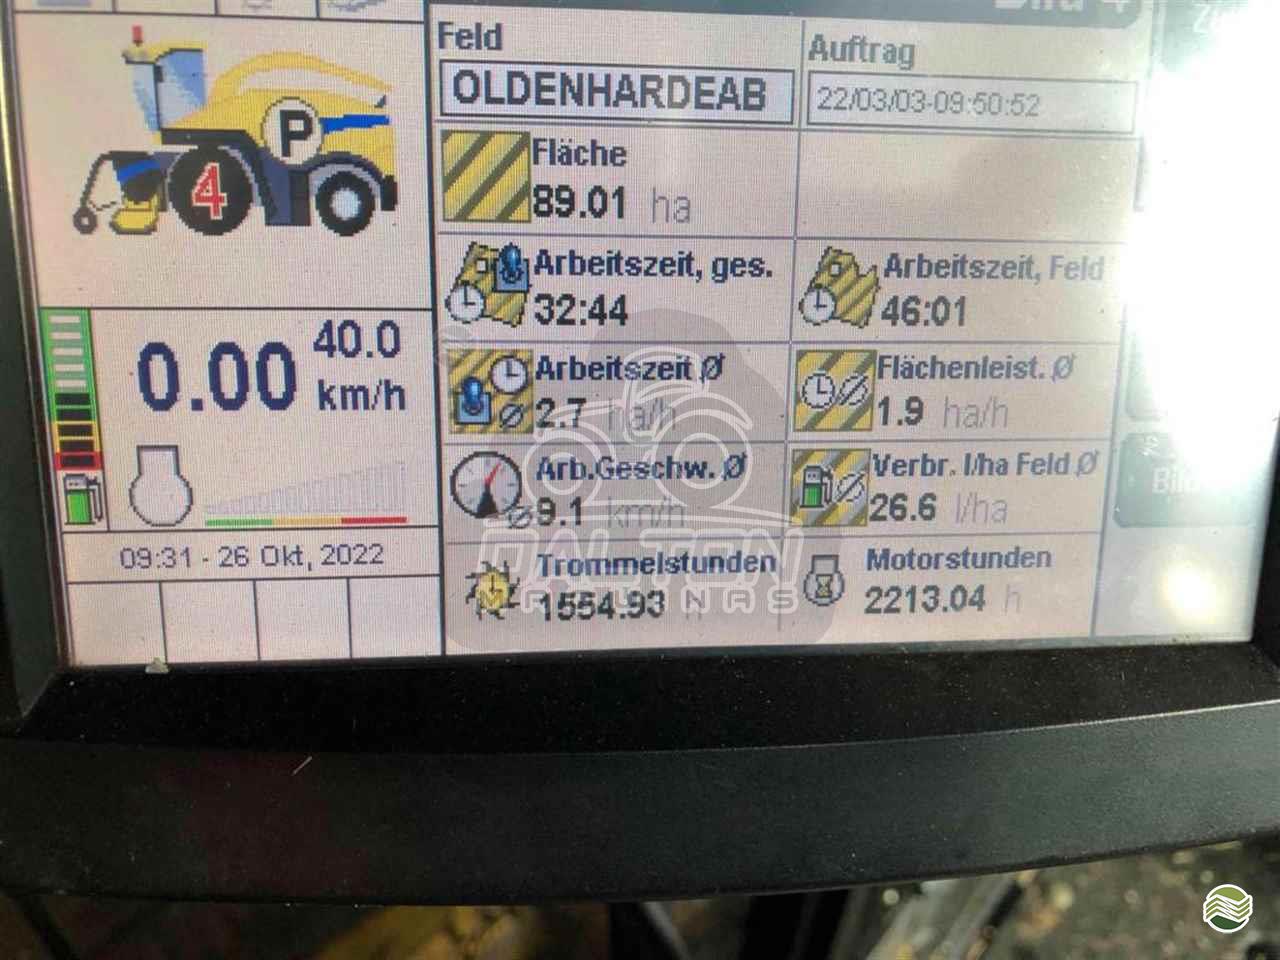 Feld
Auftrag
OLDENHARDEAB
22/03/03-09:50:52
Fläche
89.01 ha
P
4
Arbeitszeit, ges.
32:44
Arbeitszeit, Feld
46:01
40.0
0.00 km/h
Arbeitszeit Ø
2.7 ha/h
Flächenleist. Ø
1.9 ha/h
Arb.Geschw. Ø
9.1 km/h
Verbr. l/ha Feld Ø
26.6 l/ha
09:31 - 26 Okt, 2022
Trommelstunden
1554.93 h
Motorstunden
2213.04 h
DALTON
MÁQUINAS